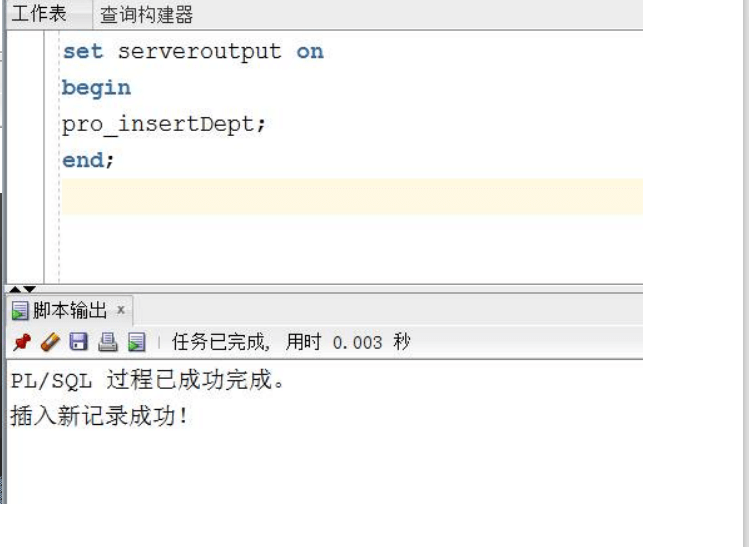 工作表 查询构建器
set serveroutput on
begin
pro_insertDept;
end;
脚本输出 ×
任务已完成, 用时 0.003 秒
PL/SQL 过程已成功完成。
插入新记录成功!